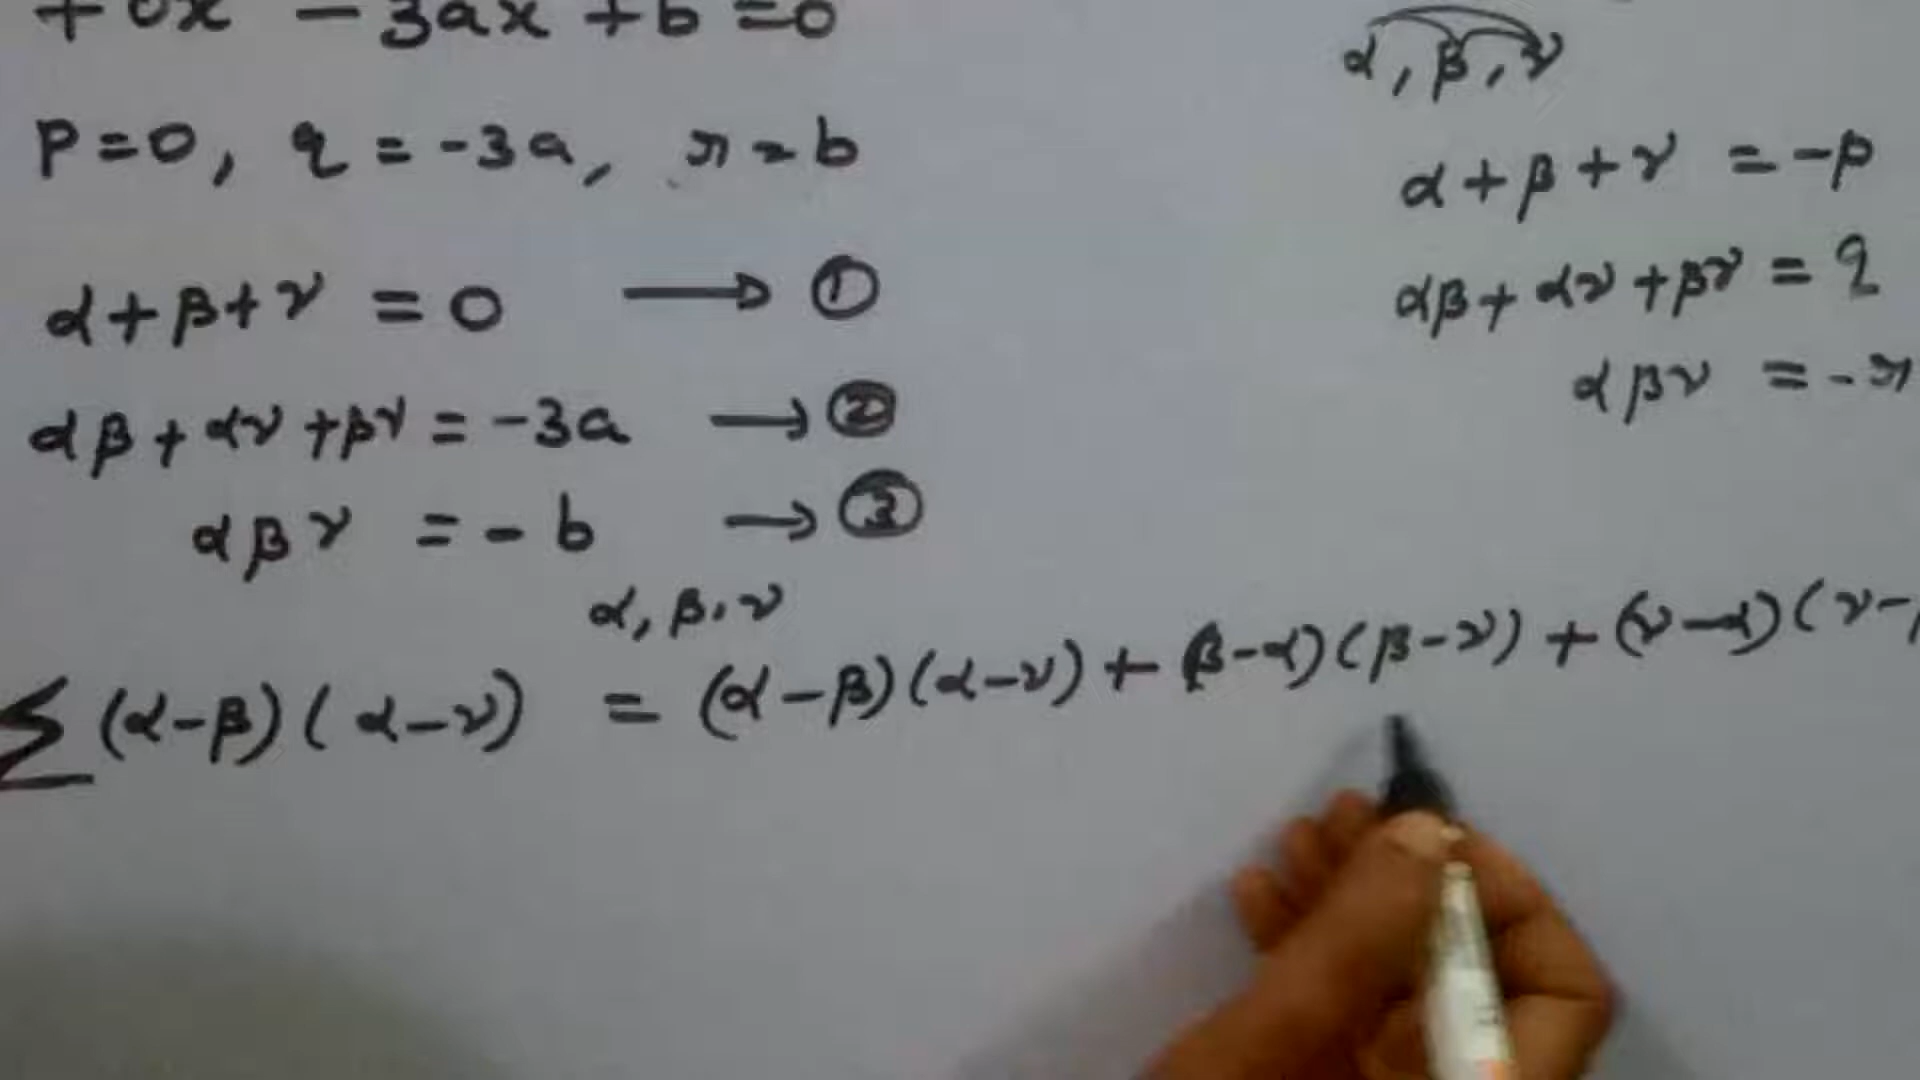 + 0x - 3ax + b = 0
P = 0, q = -3a, r = b
α + β + γ = 0 → ①
αβ + αγ + βγ = -3a → ②
αβγ = - b → ③
α, β, γ
Σ (α-β)(α-γ) = (α-β)(α-γ) + (β-α)(β-γ) + (γ-α)(γ-
α, β, γ
α + β + γ = -p
αβ + αγ + βγ = q
αβγ = -r